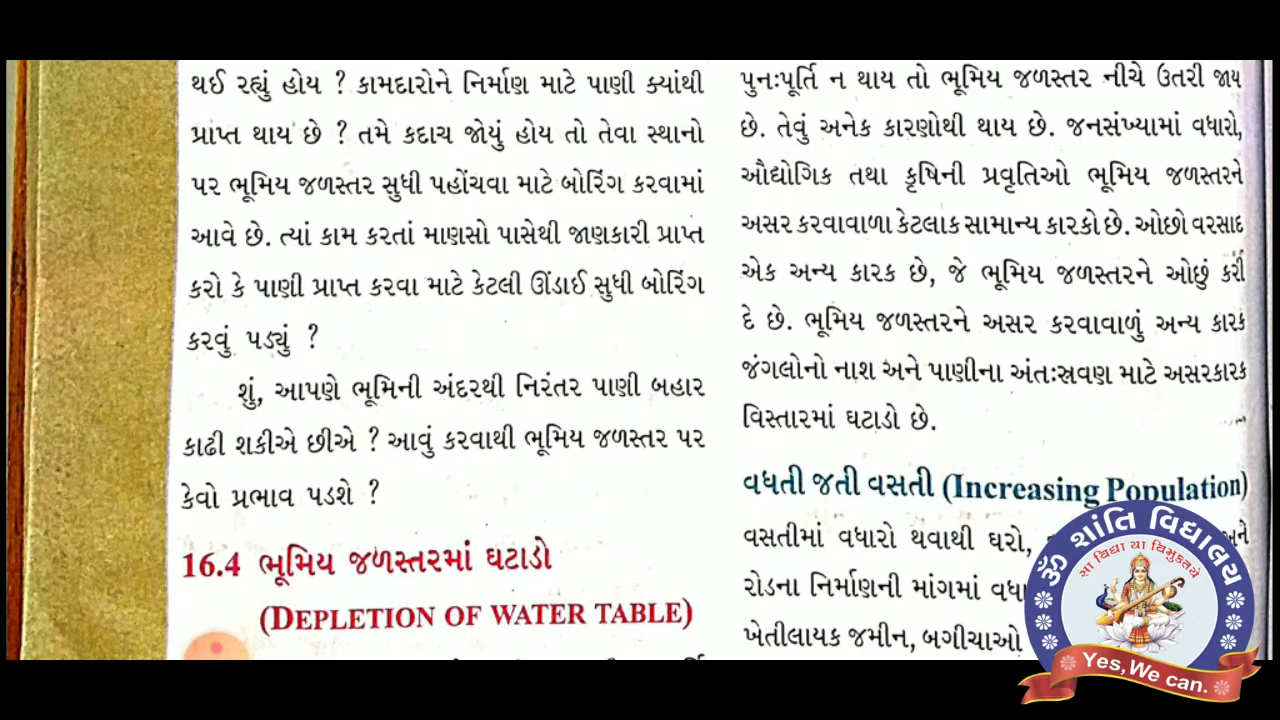 થઈ રહ્યું હોય ? કામદારોને નિર્માણ માટે પાણી ક્યાંથી
પ્રાપ્ત થાય છે ? તમે કદાચ જોયું હોય તો તેવા સ્થાનો
પર ભૂમિય જળસ્તર સુધી પહોંચવા માટે બોરિંગ કરવામાં
આવે છે. ત્યાં કામ કરતાં માણસો પાસેથી જાણકારી પ્રાપ્ત
કરો કે પાણી પ્રાપ્ત કરવા માટે કેટલી ઊંડાઈ સુધી બોરિંગ
કરવું પડ્યું ?
શું, આપણે ભૂમિની અંદરથી નિરંતર પાણી બહાર
કાઢી શકીએ છીએ ? આવું કરવાથી ભૂમિય જળસ્તર પર
કેવો પ્રભાવ પડશે ?
16.4 ભૂમિય જળસ્તરમાં ઘટાડો
(DEPLETION OF WATER TABLE)
પુનઃપૂર્તિ ન થાય તો ભૂમિય જળસ્તર નીચે ઉતરી જાય
છે. તેવું અનેક કારણોથી થાય છે. જનસંખ્યામાં વધારો,
ઔદ્યોગિક તથા કૃષિની પ્રવૃતિઓ ભૂમિય જળસ્તરને
અસર કરવાવાળા કેટલાક સામાન્ય કારકો છે. ઓછો વરસાદ
એક અન્ય કારક છે, જે ભૂમિય જળસ્તરને ઓછું કરી
દે છે. ભૂમિય જળસ્તરને અસર કરવાવાળું અન્ય કારક
જંગલોનો નાશ અને પાણીના અંતઃસ્રવણ માટે અસરકારક
વિસ્તારમાં ઘટાડો છે.
વધતી જતી વસતી (Increasing Population)
વસતીમાં વધારો થવાથી ઘરો, અને
રોડના નિર્માણની માંગમાં વધા
ખેતીલાયક જમીન, બગીચાઓ
ૐ શાંતિ વિદ્યાલય
સા વિદ્યા યા વિમુક્તયે
Yes, We can.